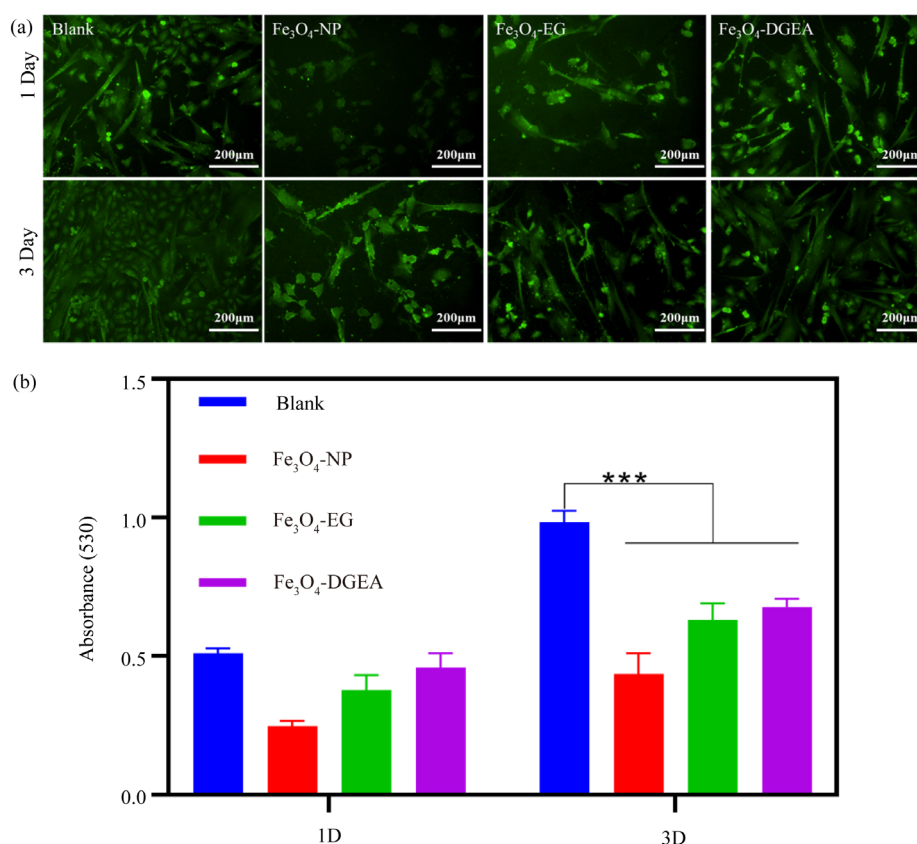 (a)
Blank
Fe₃O₄-NP
Fe₃O₄-EG
Fe₃O₄-DGEA
1 Day
200μm
200μm
200μm
200μm
3 Day
200μm
200μm
200μm
200μm
(b)
1.5
1.0
0.5
0.0
Absorbance (530)
Blank
Fe₃O₄-NP
Fe₃O₄-EG
Fe₃O₄-DGEA
***
1D
3D